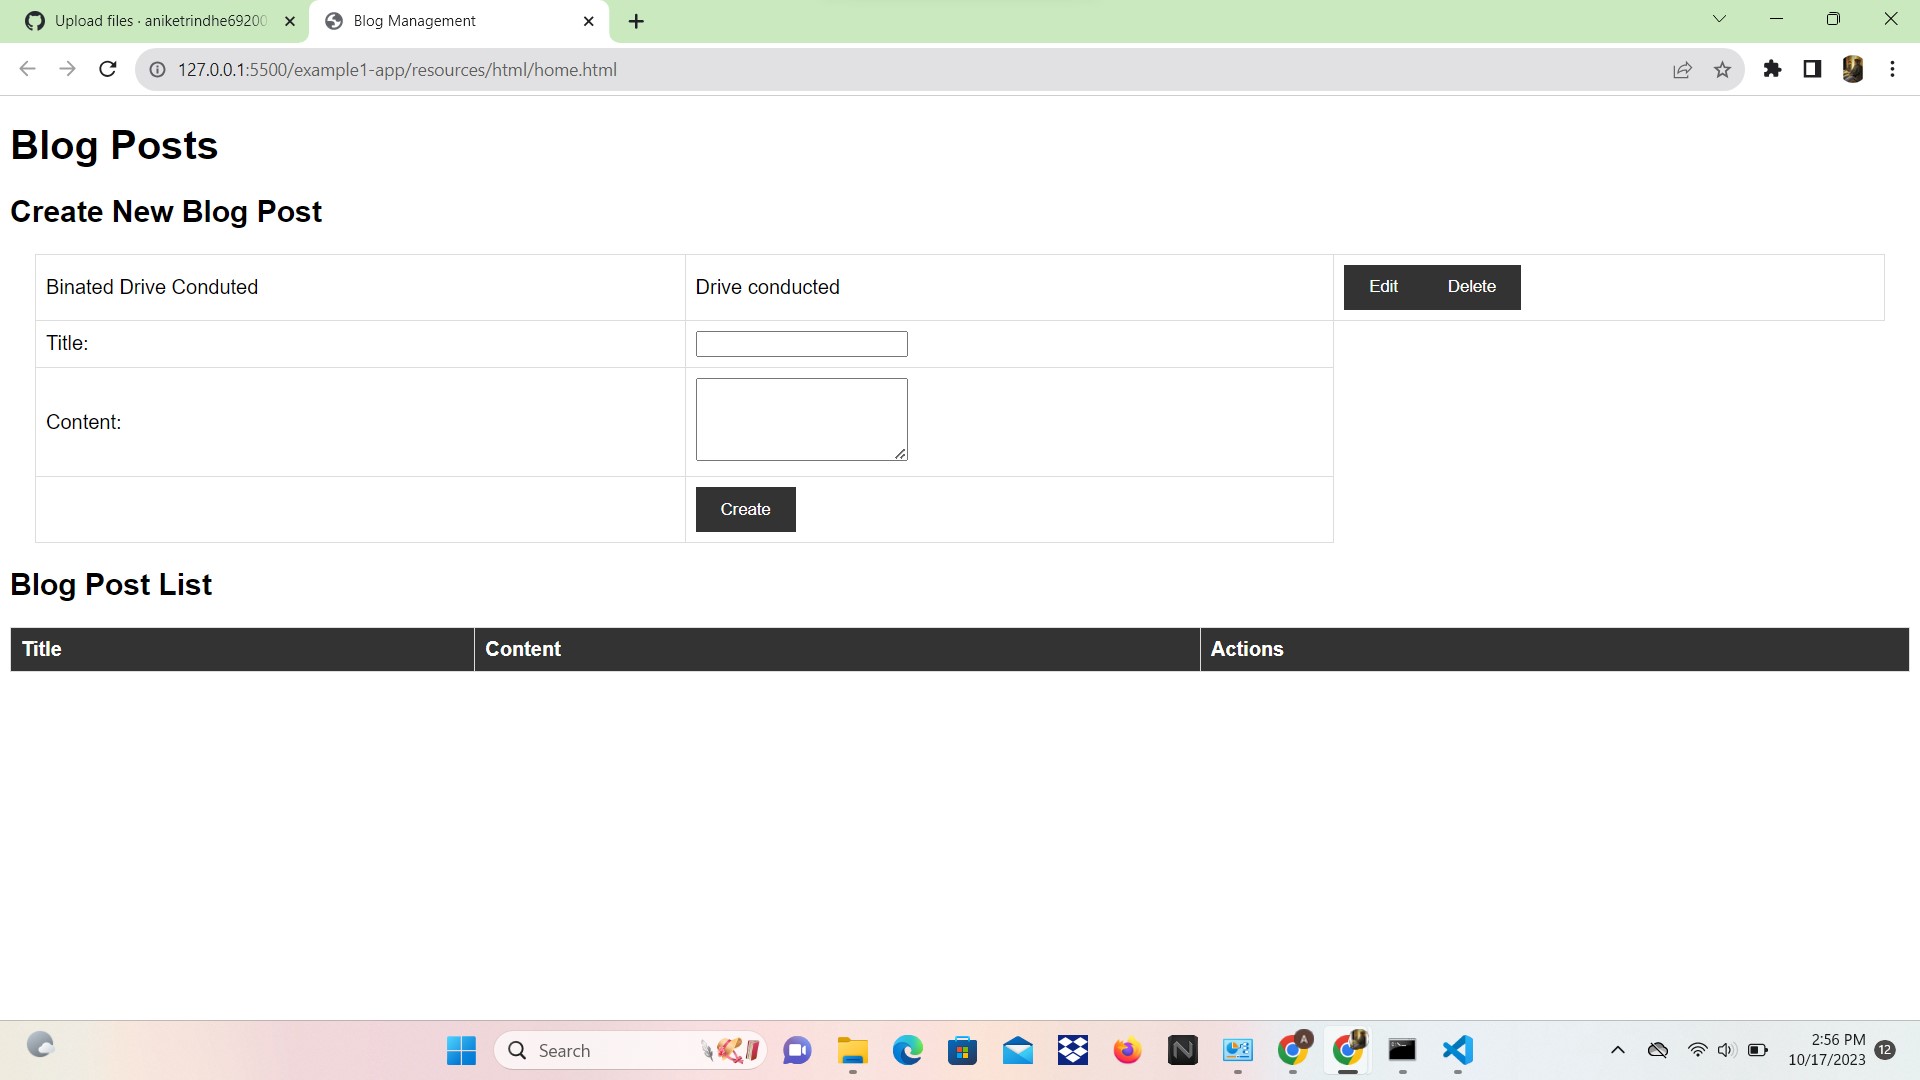 Upload files · aniketrindhe69200
Blog Management
127.0.0.1:5500/example1-app/resources/html/home.html
Blog Posts
Create New Blog Post
Binated Drive Conduted
Drive conducted
Edit
Delete
Title:
Content:
Create
Blog Post List
Title
Content
Actions
Search
A
2:56 PM
10/17/2023
12